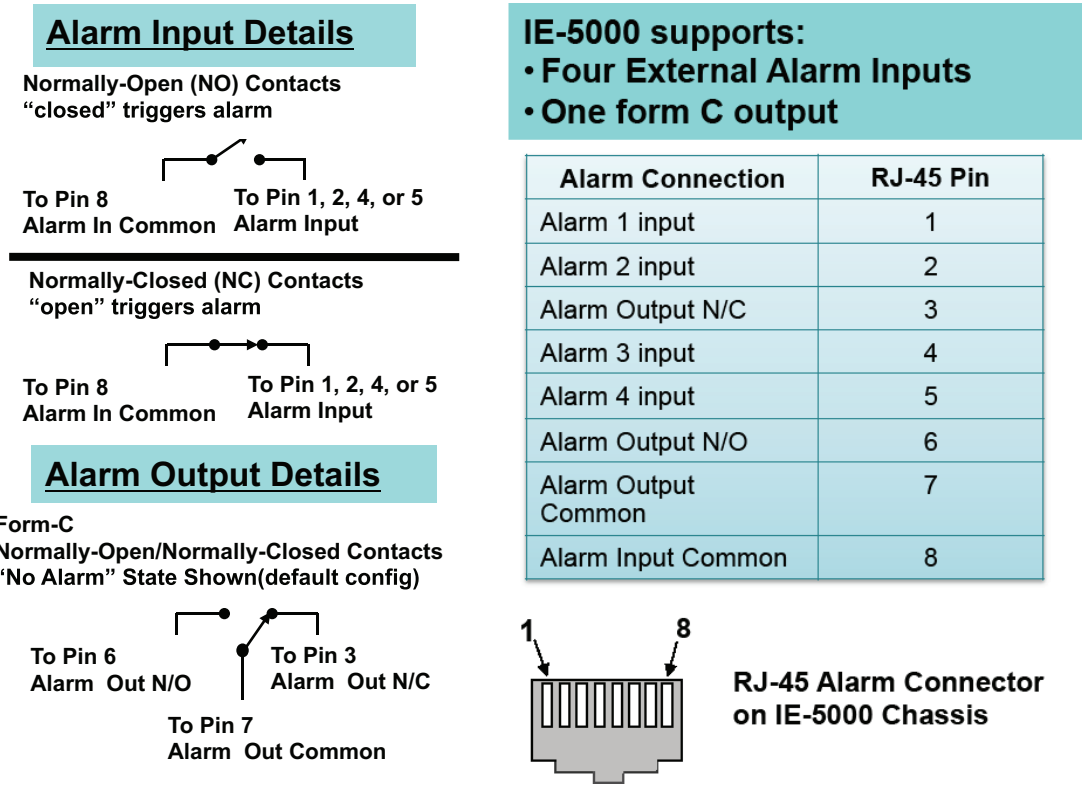 Alarm Input Details
Normally-Open (NO) Contacts
“closed” triggers alarm
To Pin 8
Alarm In Common
To Pin 1, 2, 4, or 5
Alarm Input
Normally-Closed (NC) Contacts
“open” triggers alarm
To Pin 8
Alarm In Common
To Pin 1, 2, 4, or 5
Alarm Input
Alarm Output Details
Form-C
Normally-Open/Normally-Closed Contacts
“No Alarm” State Shown(default config)
To Pin 6
Alarm Out N/O
To Pin 3
Alarm Out N/C
To Pin 7
Alarm Out Common
IE-5000 supports:
• Four External Alarm Inputs
• One form C output
Alarm Connection RJ-45 Pin
Alarm 1 input 1
Alarm 2 input 2
Alarm Output N/C 3
Alarm 3 input 4
Alarm 4 input 5
Alarm Output N/O 6
Alarm Output 7
Common
Alarm Input Common 8
1 8
RJ-45 Alarm Connector
on IE-5000 Chassis